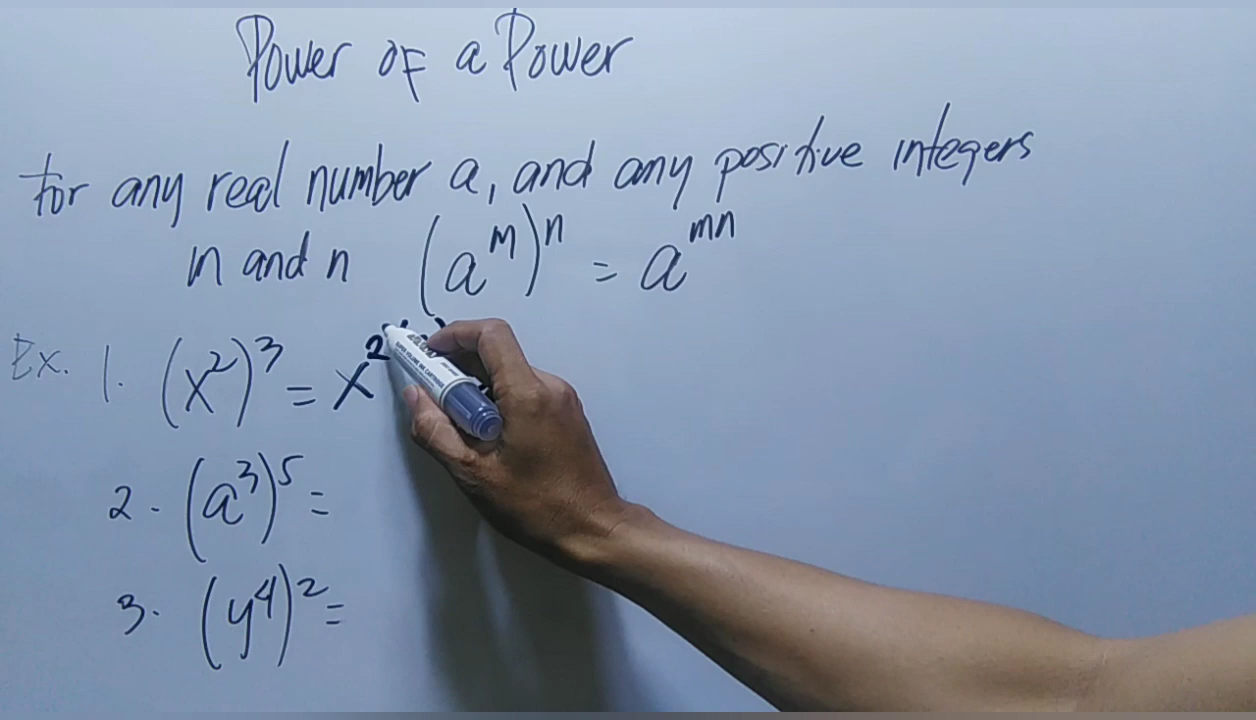 Power of a Power
for any real number a, and any positive integers
m and n (a^m)^n = a^mn
Ex. 1. (x^2)^3 = x^2
2. (a^3)^5 =
3. (y^4)^2 =